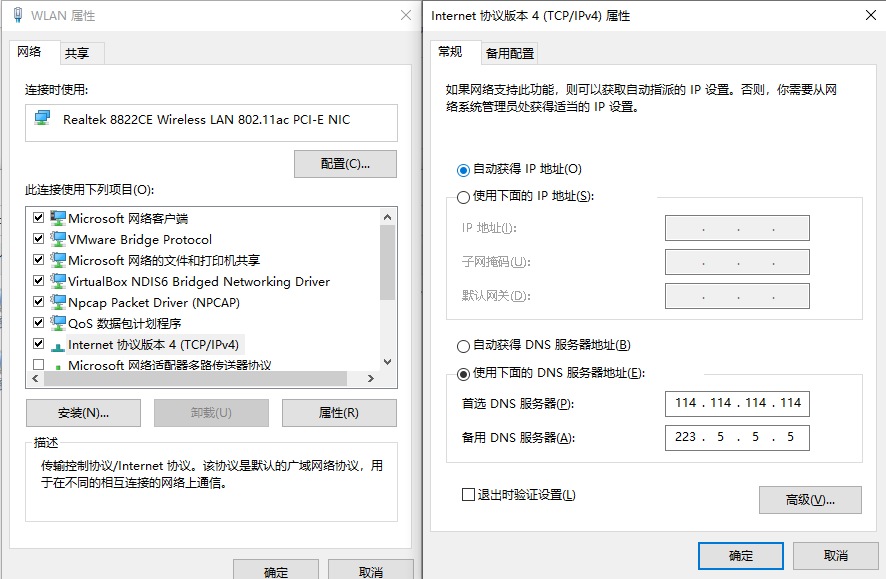 WLAN 属性
网络
共享
连接时使用:
Realtek 8822CE Wireless LAN 802.11ac PCI-E NIC
配置(C)...
此连接使用下列项目(O):
Microsoft 网络客户端
VMware Bridge Protocol
Microsoft 网络的文件和打印机共享
VirtualBox NDIS6 Bridged Networking Driver
Npcap Packet Driver (NPCAP)
QoS 数据包计划程序
Internet 协议版本 4 (TCP/IPv4)
Microsoft 网络适配器多路传送器协议
安装(N)...
卸载(U)
属性(R)
描述
传输控制协议/Internet 协议。该协议是默认的广域网络协议，用
于在不同的相互连接的网络上通信。
确定
取消
Internet 协议版本 4 (TCP/IPv4) 属性
常规
备用配置
如果网络支持此功能，则可以获取自动指派的 IP 设置。否则，你需要从网
络系统管理员处获得适当的 IP 设置。
自动获得 IP 地址(O)
使用下面的 IP 地址(S):
IP 地址(I):
. . .
子网掩码(U):
. . .
默认网关(D):
. . .
自动获得 DNS 服务器地址(B)
使用下面的 DNS 服务器地址(E):
首选 DNS 服务器(P):
114 . 114 . 114 . 114
备用 DNS 服务器(A):
223 . 5 . 5 . 5
退出时验证设置(L)
高级(V)...
确定
取消